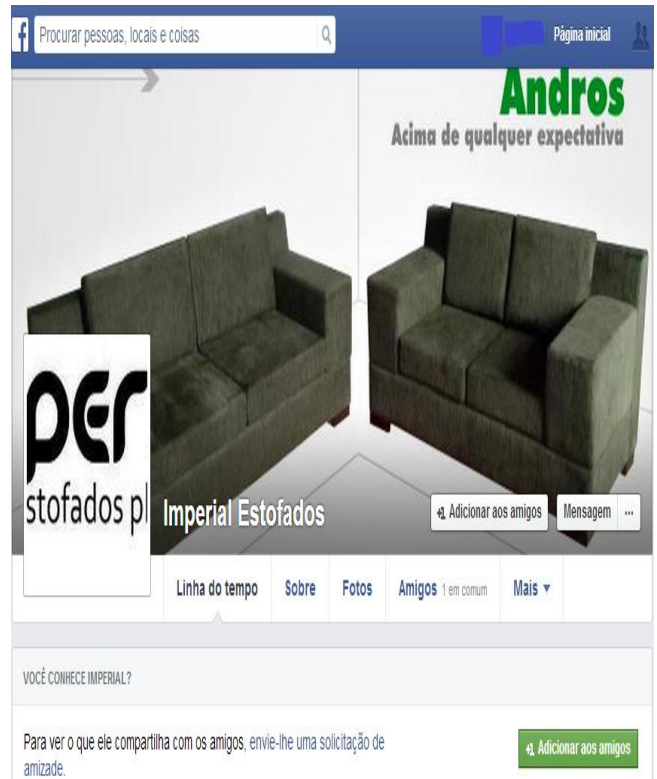 f Procurar pessoas, locais e coisas Página inicial
Andros
Acima de qualquer expectativa
per
stofados pl
Imperial Estofados +1 Adicionar aos amigos Mensagem ...
Linha do tempo Sobre Fotos Amigos 1 em comum Mais
VOCÊ CONHECE IMPERIAL?
Para ver o que ele compartilha com os amigos, envie-lhe uma solicitação de
amizade.
+1 Adicionar aos amigos